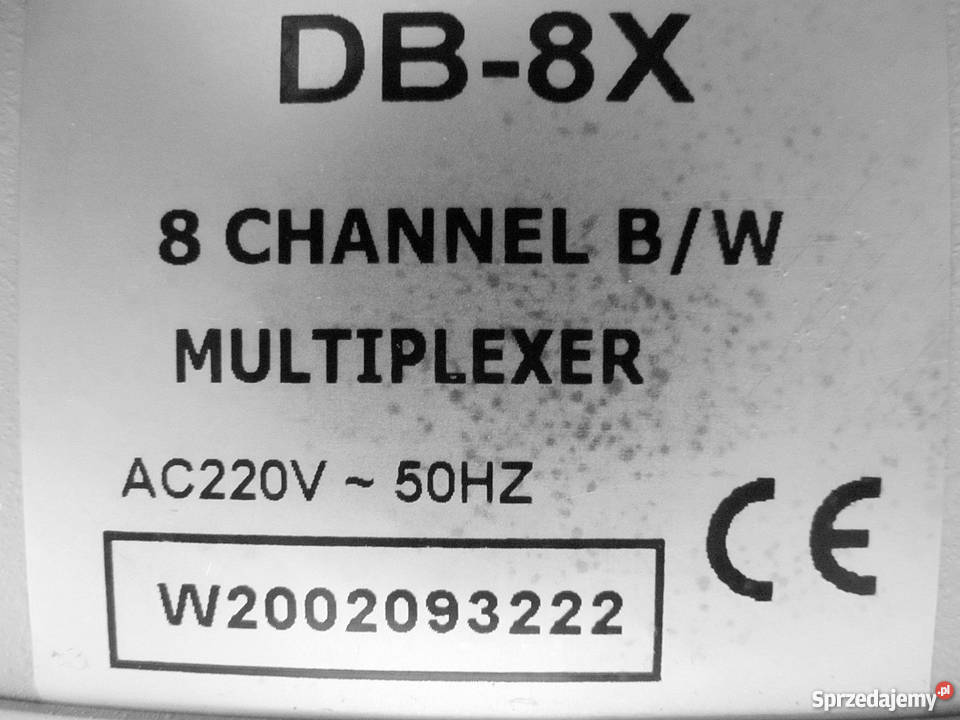 DB-8X
8 CHANNEL B/W
MULTIPLEXER
AC220V ~ 50HZ
CE
W2002093222
Sprzedajemy.pl